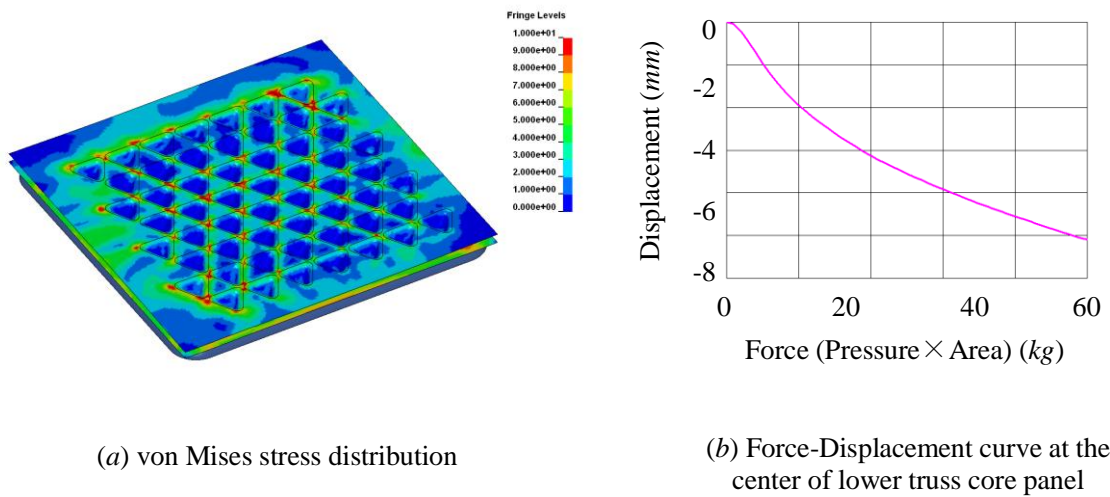 Fringe Levels
1.000e+01
9.000e+00
8.000e+00
7.000e+00
6.000e+00
5.000e+00
4.000e+00
3.000e+00
2.000e+00
1.000e+00
0.000e+00
0
-2
-4
-6
-8
Displacement (mm)
0 20 40 60
Force (Pressure×Area) (kg)
(a) von Mises stress distribution
(b) Force-Displacement curve at the
center of lower truss core panel